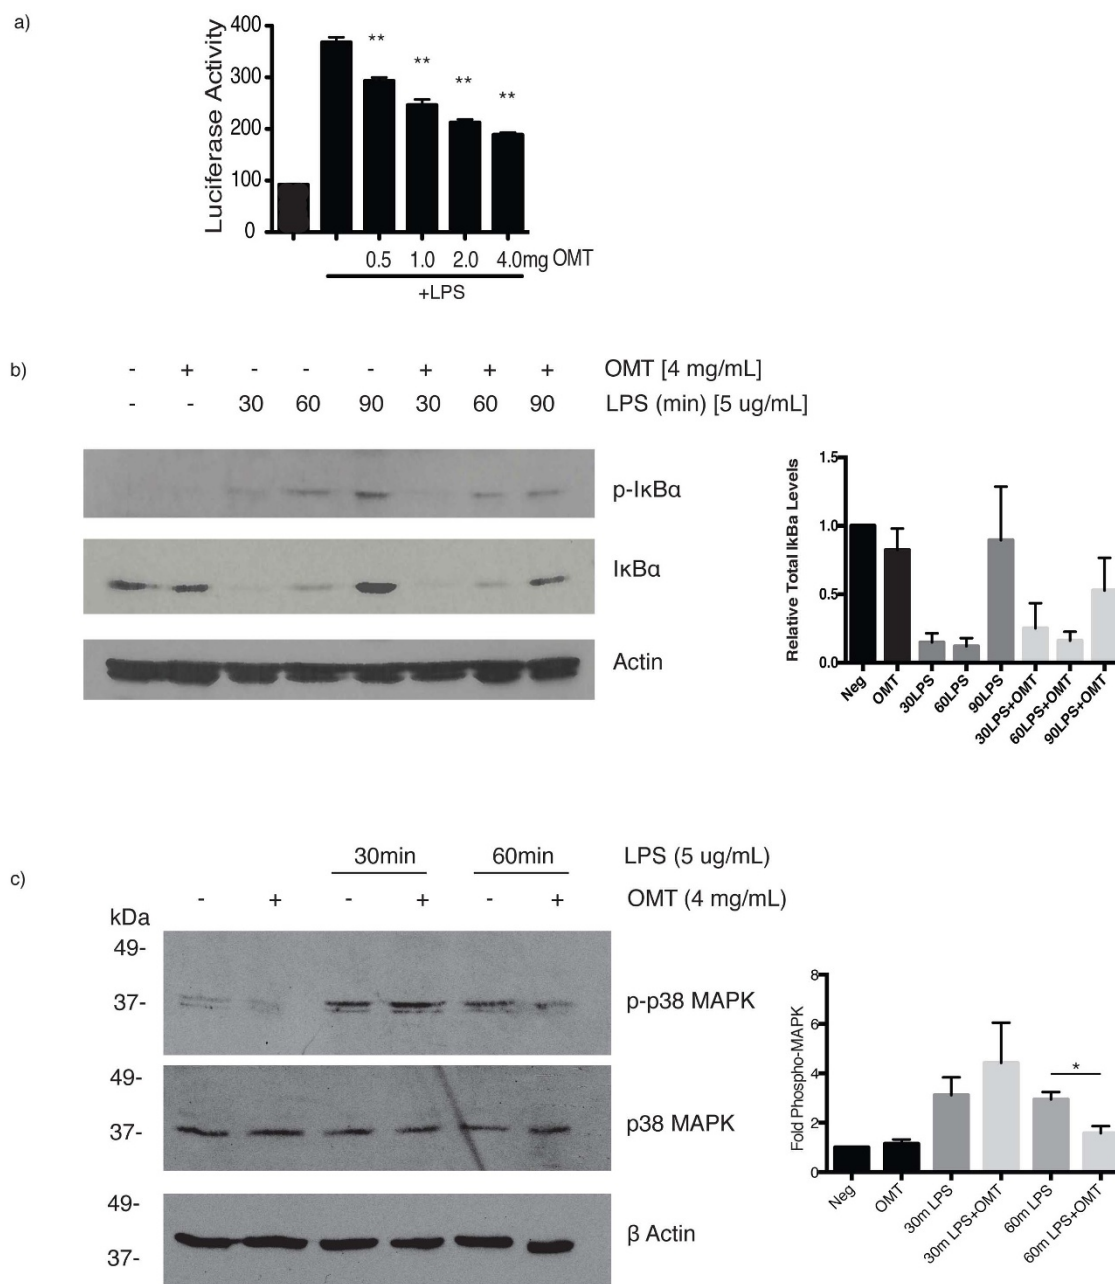 a)
400
300
200
100
0
Luciferase Activity
** ** ** **
0.5 1.0 2.0 4.0mg OMT
+LPS
b)
- + - - - + + + OMT [4 mg/mL]
- - 30 60 90 30 60 90 LPS (min) [5 ug/mL]
p-IκBα
IκBα
Actin
1.5
1.0
0.5
0.0
Relative Total IkBa Levels
Neg OMT 30LPS 60LPS 90LPS 30LPS+OMT 60LPS+OMT 90LPS+OMT
c)
30min 60min LPS (5 ug/mL)
- + - + - + OMT (4 mg/mL)
kDa
49-
37- p-p38 MAPK
49-
37- p38 MAPK
49-
37- β Actin
8
6
4
2
0
Fold Phospho-MAPK
*
Neg OMT 30m LPS 30m LPS+OMT 60m LPS 60m LPS+OMT